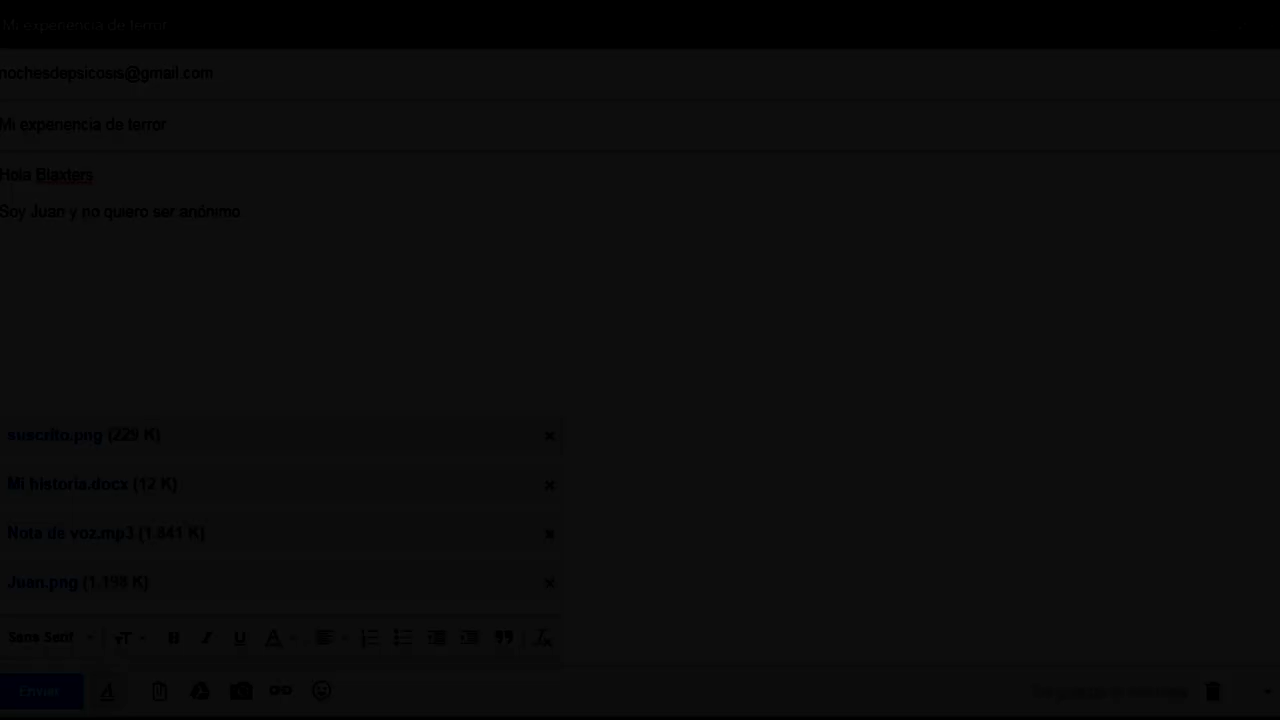 Mi experiencia de terror
nochesdepsicosis@gmail.com
Mi experiencia de terror
Hola Blaxters
Soy Juan y no quiero ser anónimo
suscrito.png (229 K)
Mi historia.docx (12 K)
Nota de voz.mp3 (1.841 K)
Juan.png (1.198 K)
Sans Serif
Enviar